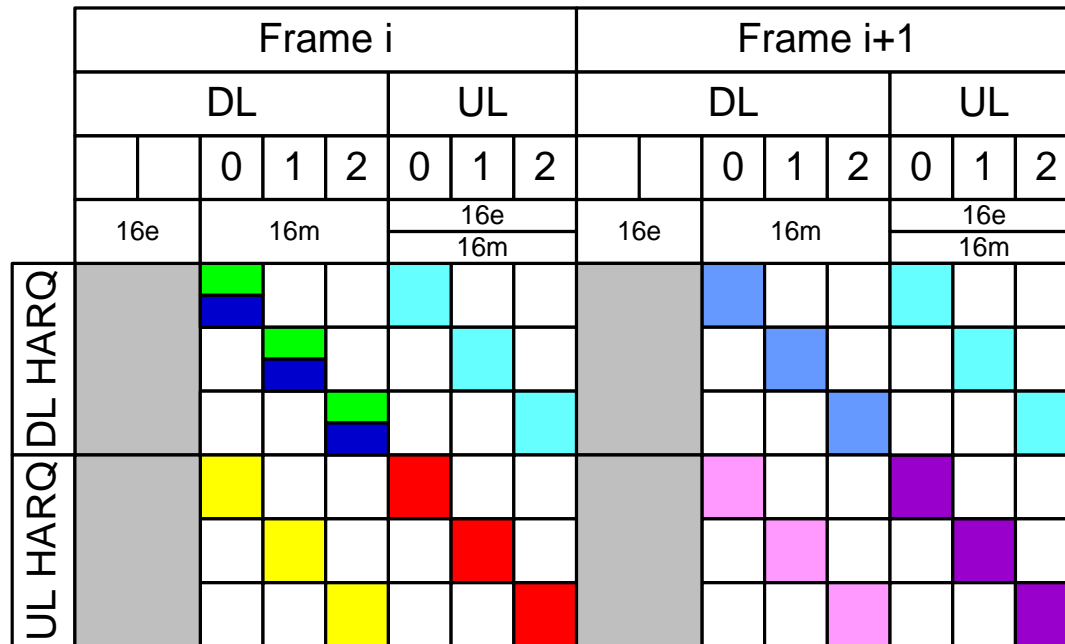 Frame i Frame i+1
DL UL DL UL
0 1 2 0 1 2 0 1 2 0 1 2
16e 16m 16e 16e 16m 16e
16m 16m
DL HARQ
UL HARQ